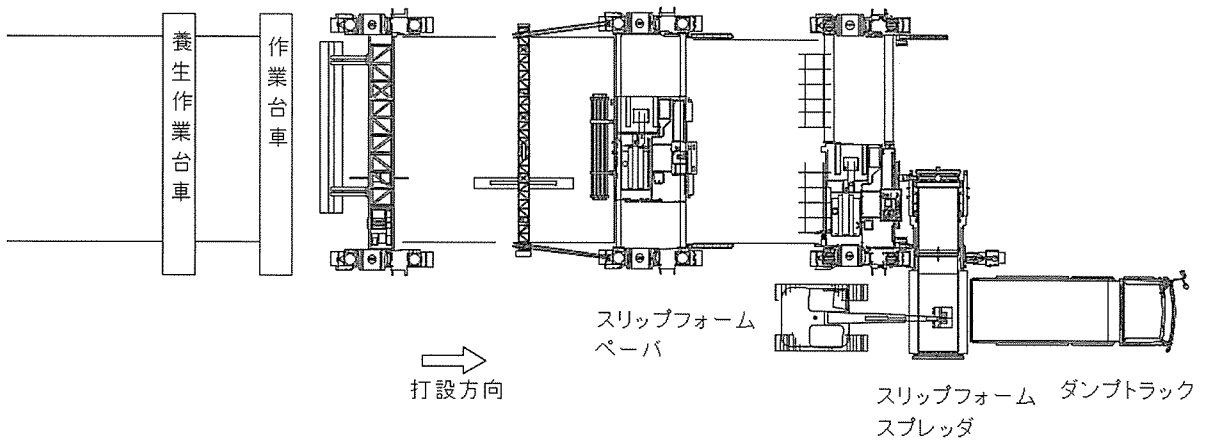 養生作業台車
作業台車
スリップフォーム
ペーバ
打設方向
スリップフォーム
スプレッダ
ダンプトラック